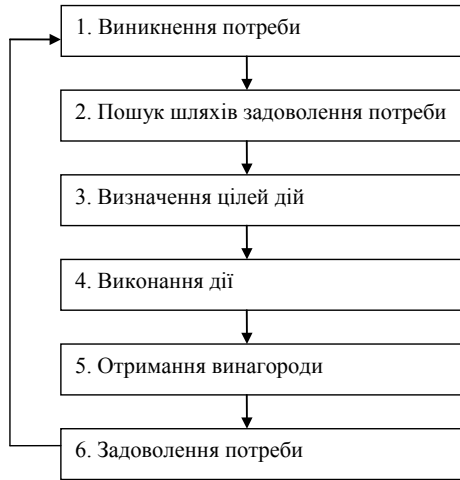 1. Виникнення потреби
2. Пошук шляхів задоволення потреби
3. Визначення цілей дій
4. Виконання дії
5. Отримання винагороди
6. Задоволення потреби